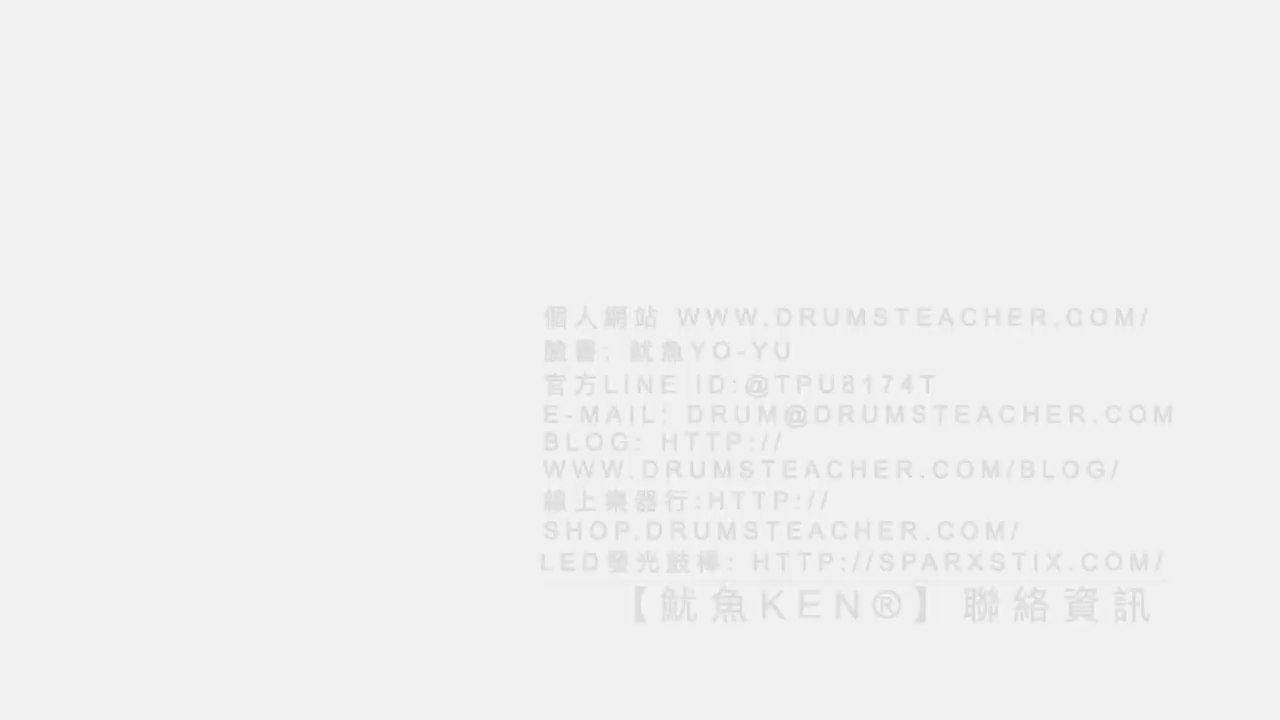 個人網站 WWW.DRUMSTEACHER.COM/
臉書: 魷魚YO-YU
官方LINE ID:@TPU8174T
E-MAIL: DRUM@DRUMSTEACHER.COM
BLOG: HTTP://
WWW.DRUMSTEACHER.COM/BLOG/
線上樂器行:HTTP://
SHOP.DRUMSTEACHER.COM/
LED發光鼓棒: HTTP://SPARXSTIX.COM/
【魷魚KEN®】聯絡資訊